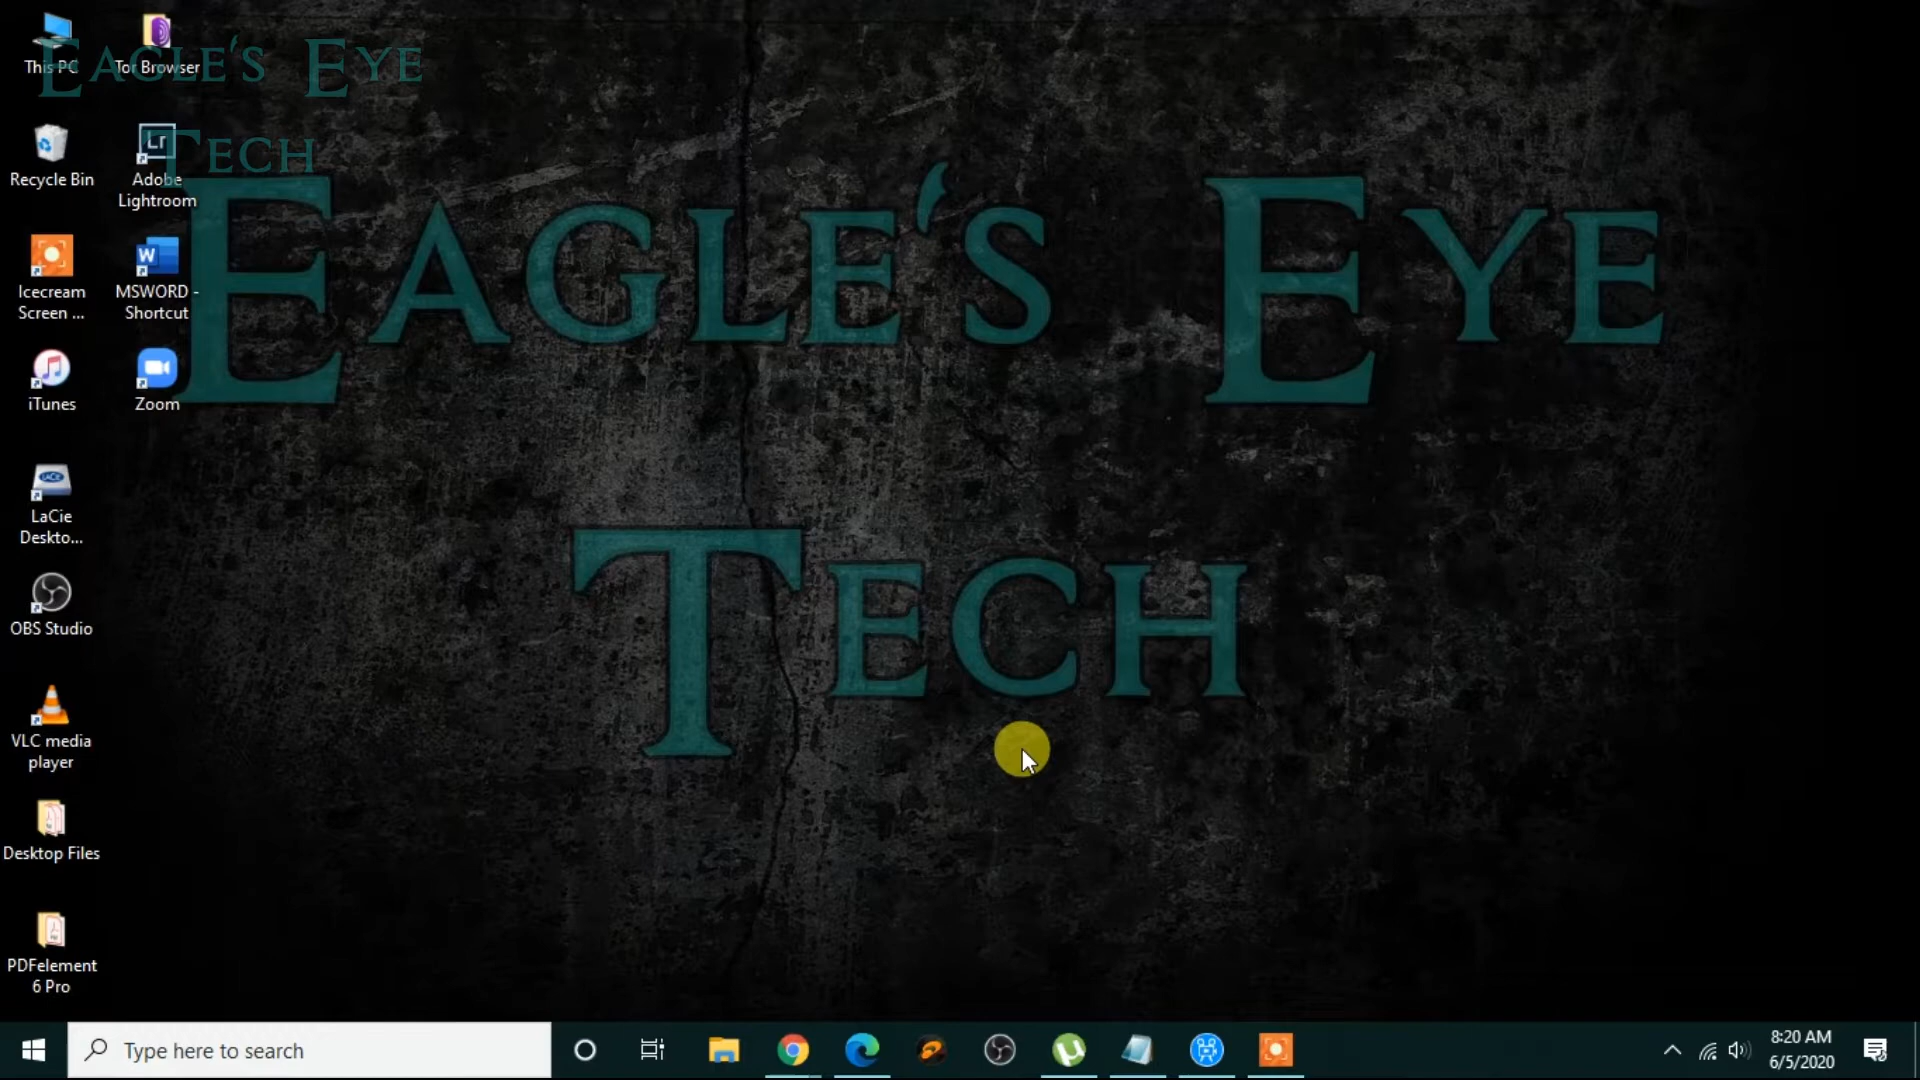 This PC
Tor Browser
EAGLE'S EYE
TECH
Recycle Bin
Lr
Adobe
Lightroom
EAGLE'S EYE
TECH
Icecream
Screen ...
W
MSWORD -
Shortcut
iTunes
Zoom
LACIE
LaCie
Deskto...
OBS Studio
VLC media
player
Desktop Files
PDFelement
6 Pro
Type here to search
8:20 AM
6/5/2020